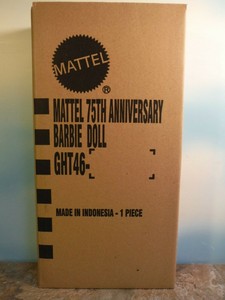 MATTEL
®
MATTEL 75TH ANNIVERSARY
BARBIE DOLL
GHT46-
MADE IN INDONESIA - 1 PIECE